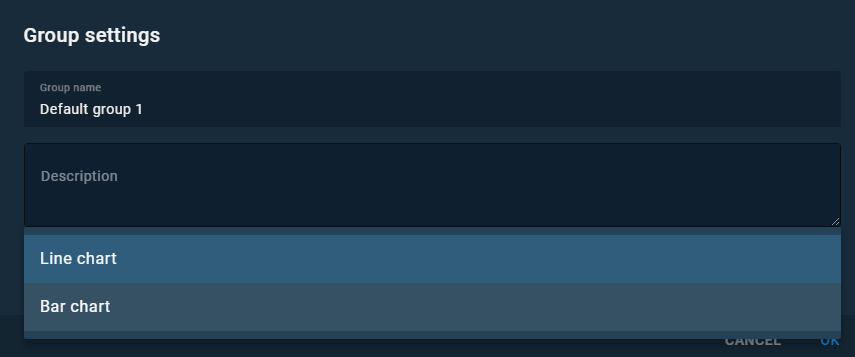 Group settings
Group name
Default group 1
Description
Line chart
Bar chart
CANCEL OK